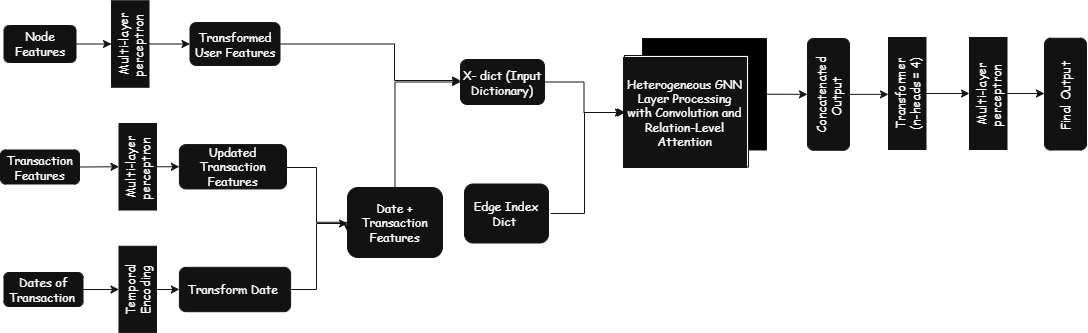 Node
Features
Multi-layer
perceptron
Transformed
User Features
Transaction
Features
Multi-layer
perceptron
Updated
Transaction
Features
Dates of
Transaction
Temporal
Encoding
Transform Date
Date +
Transaction
Features
X- dict (Input
Dictionary)
Edge Index
Dict
Heterogeneous GNN
Layer Processing
with Convolution and
Relation-Level
Attention
Concatenated
Output
Transformer
(n-heads = 4)
Multi-layer
perceptron
Final Output